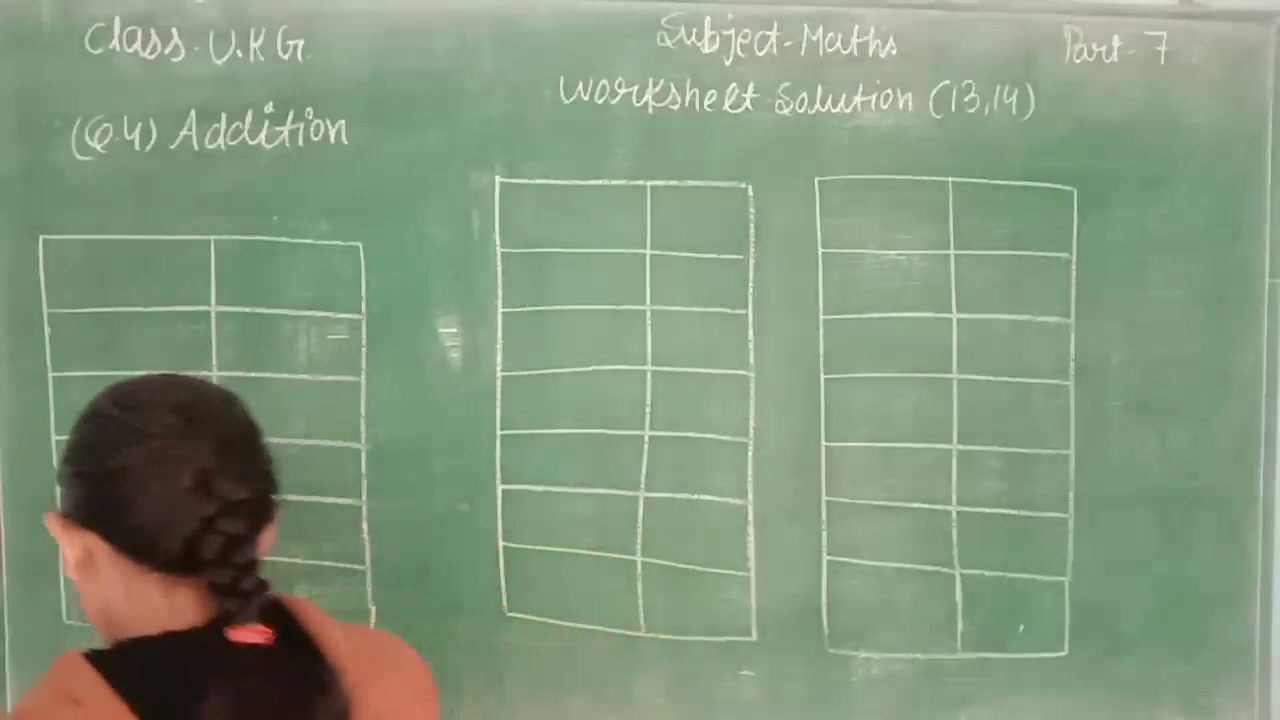 Class - U.K.G.
Subject - Maths
Part - 7
Worksheet Solution (13,14)
(Q.4) Addition